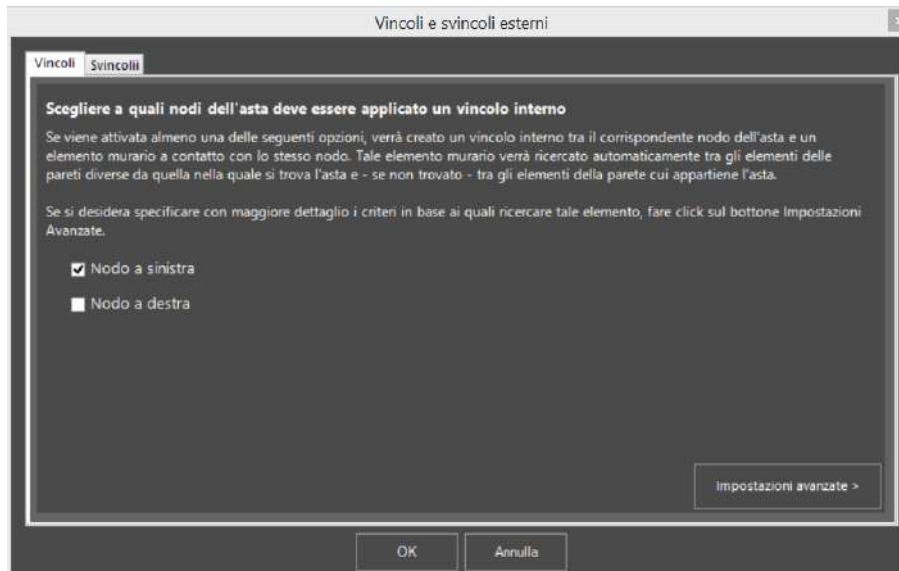 Vincoli e svincoli esterni
Vincoli Svincolii
Scegliere a quali nodi dell'asta deve essere applicato un vincolo interno
Se viene attivata almeno una delle seguenti opzioni, verrà creato un vincolo interno tra il corrispondente nodo dell'asta e un
elemento murario a contatto con lo stesso nodo. Tale elemento murario verrà ricercato automaticamente tra gli elementi delle
pareti diverse da quella nella quale si trova l'asta e - se non trovato - tra gli elementi della parete cui appartiene l'asta.
Se si desidera specificare con maggiore dettaglio i criteri in base ai quali ricercare tale elemento, fare click sul bottone Impostazioni
Avanzate.
Nodo a sinistra
Nodo a destra
Impostazioni avanzate >
OK Annulla